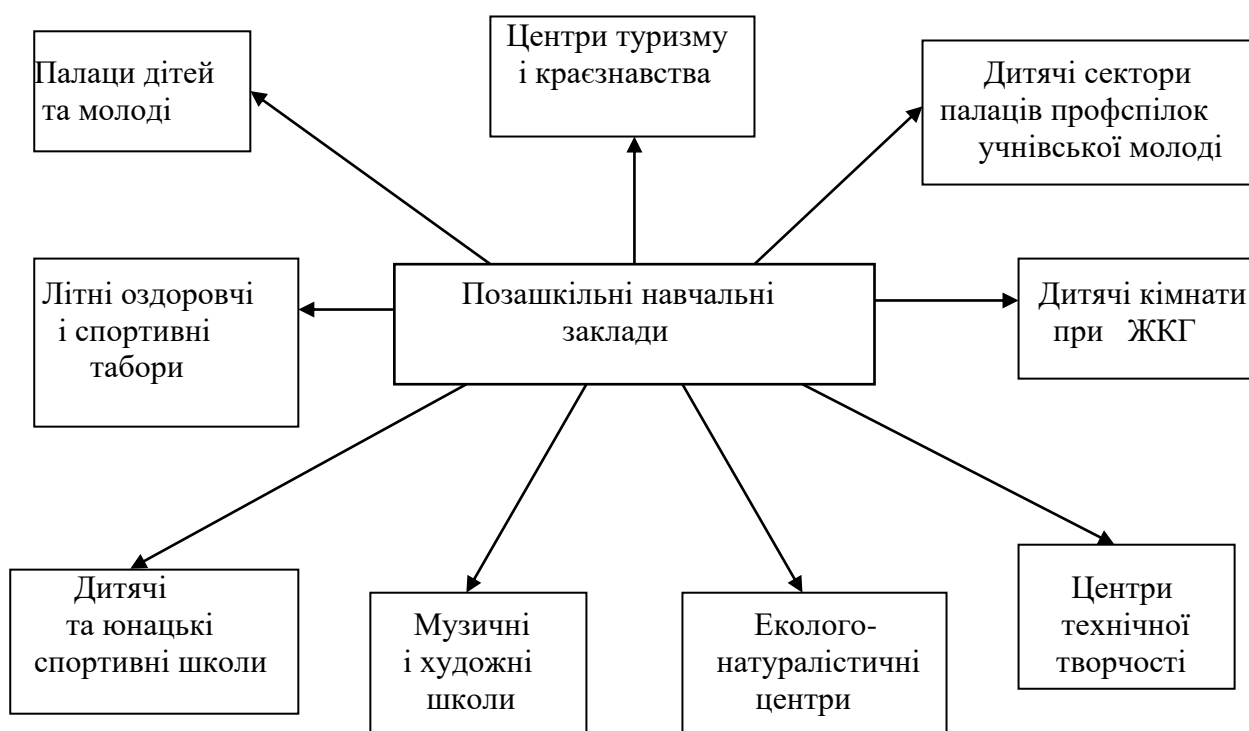 Палаци дітей
та молоді
Центри туризму
і краєзнавства
Дитячі сектори
палаців профспілок
учнівської молоді
Літні оздоровчі
і спортивні
табори
Позашкільні навчальні
заклади
Дитячі кімнати
при ЖКГ
Дитячі
та юнацькі
спортивні школи
Музичні
і художні
школи
Еколого-
натуралістичні
центри
Центри
технічної
творчості